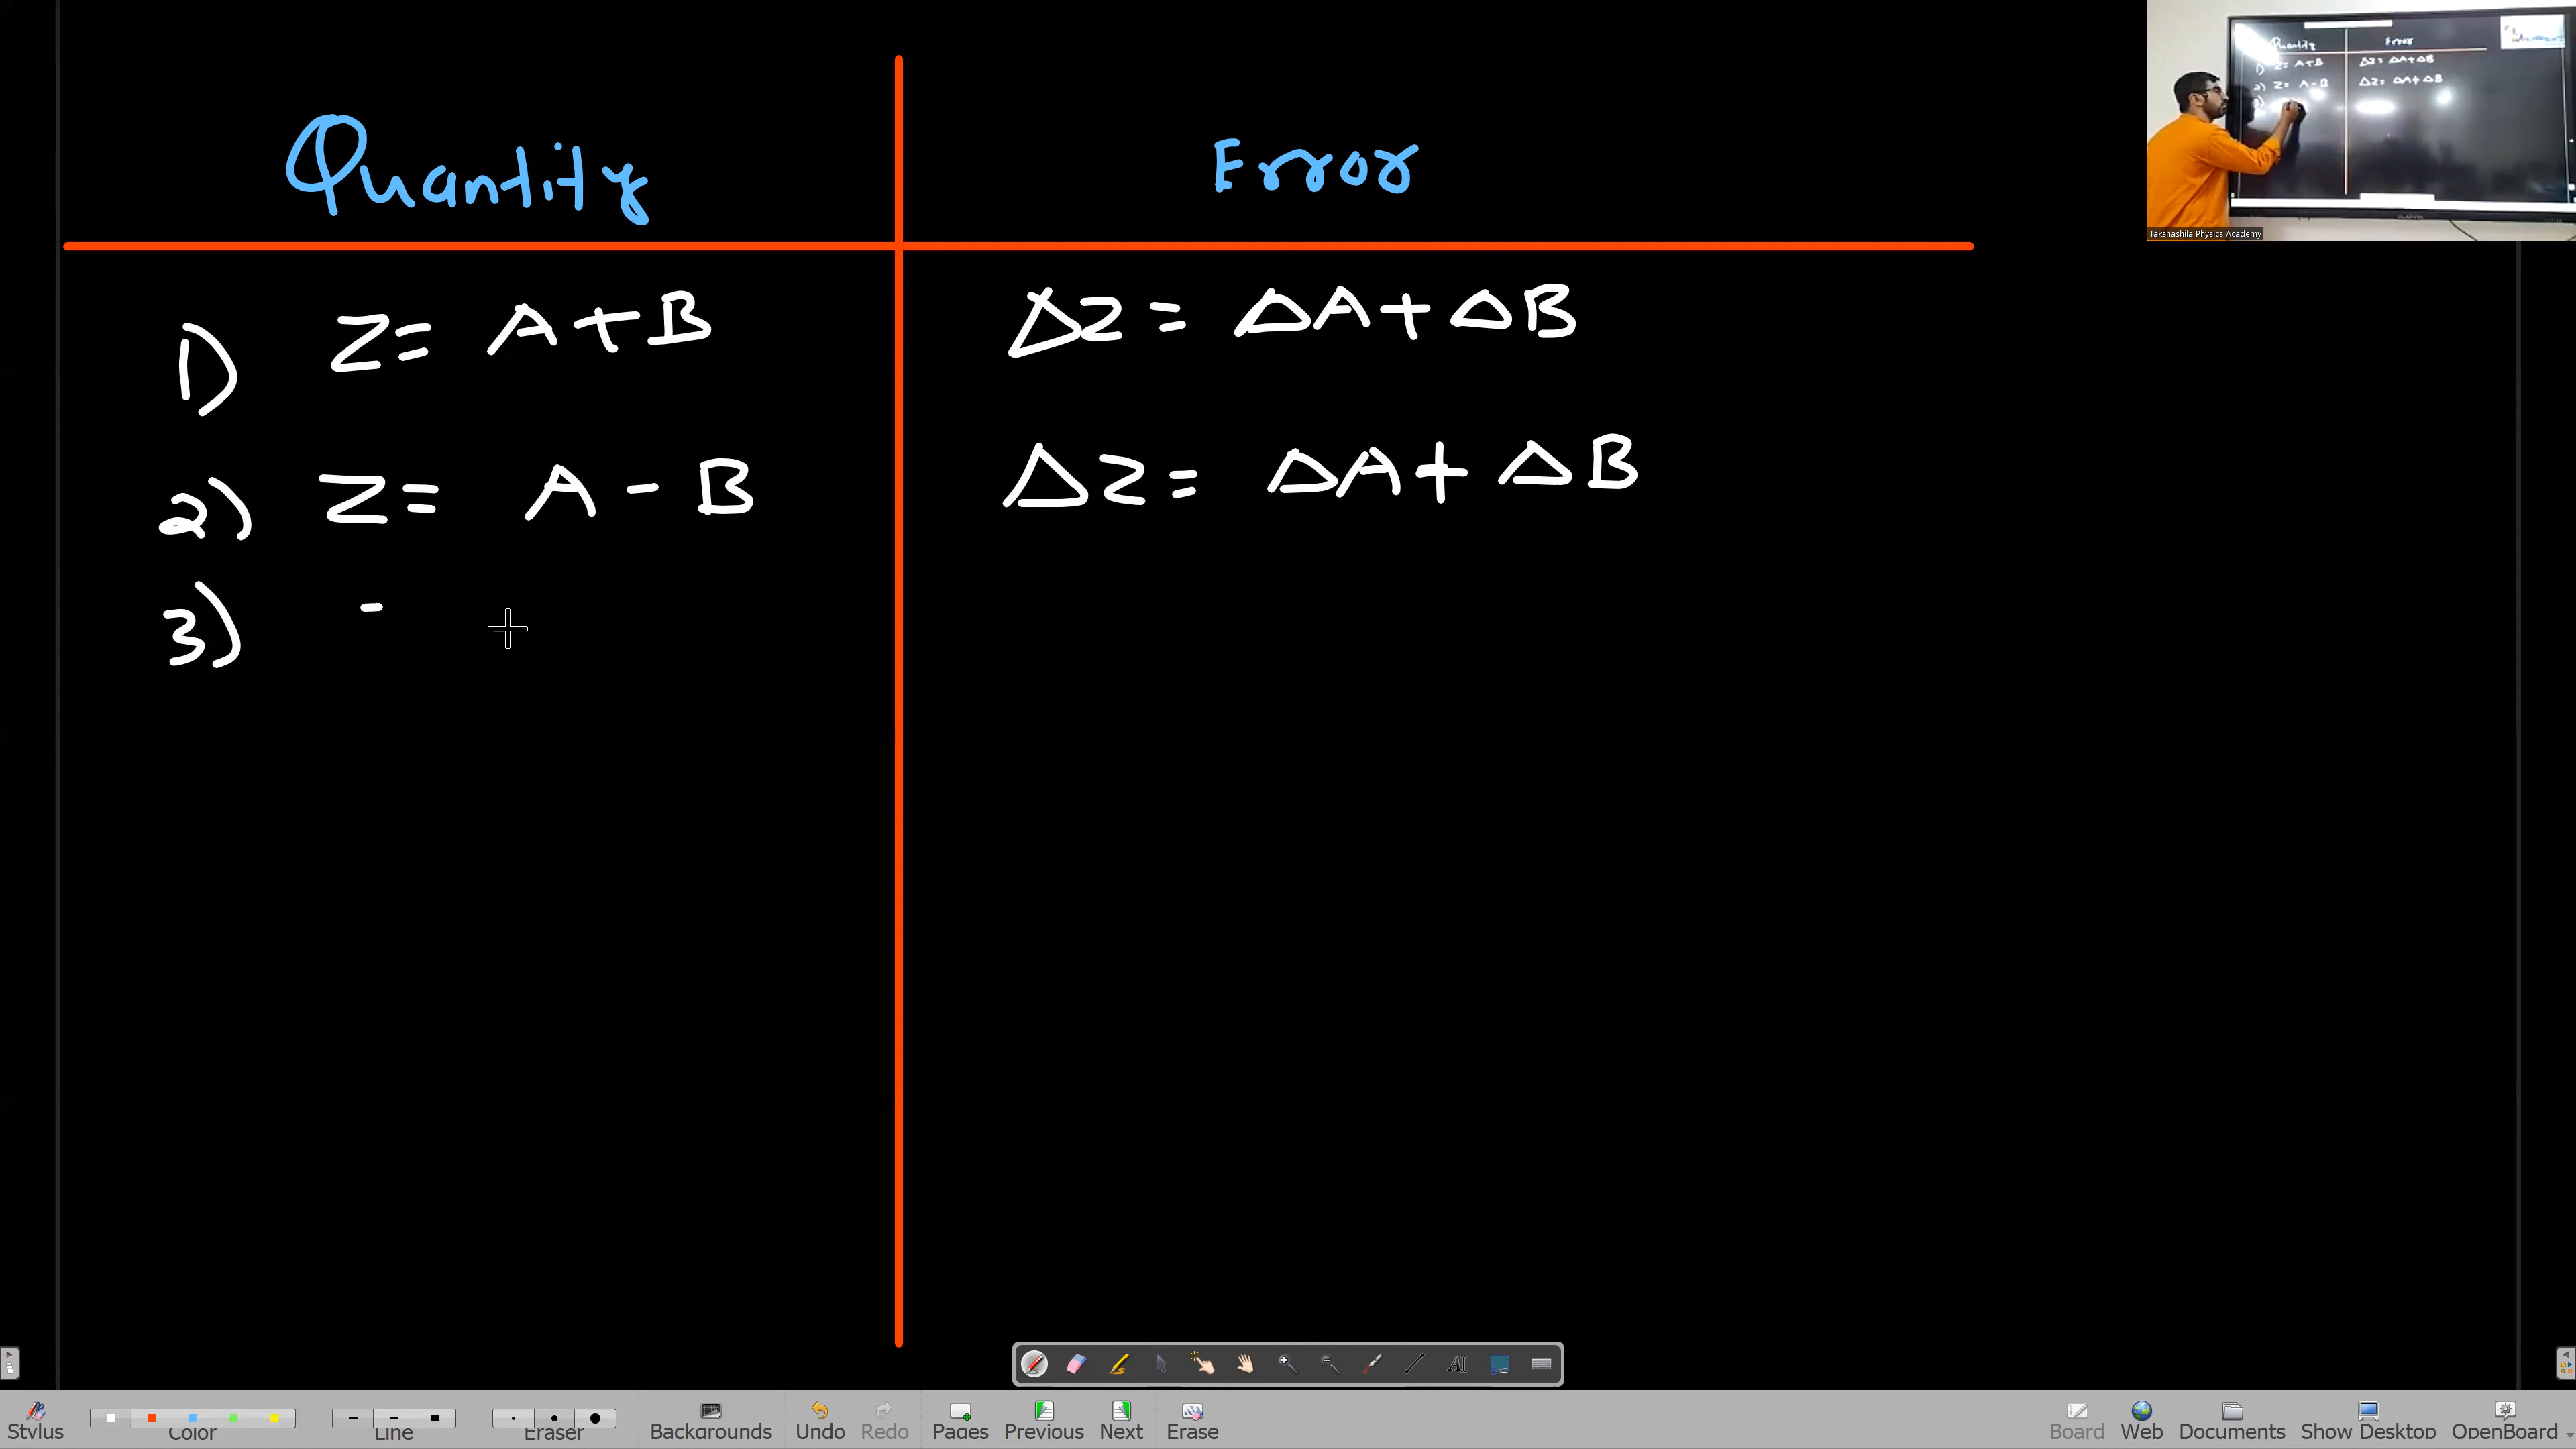 Quantity Error
1) Z = A + B ΔZ = ΔA + ΔB
2) Z = A - B ΔZ = ΔA + ΔB
3) -
Takshashila Physics Academy
Stylus Color Line Eraser Backgrounds Undo Redo Pages Previous Next Erase Board Web Documents Show Desktop OpenBoard